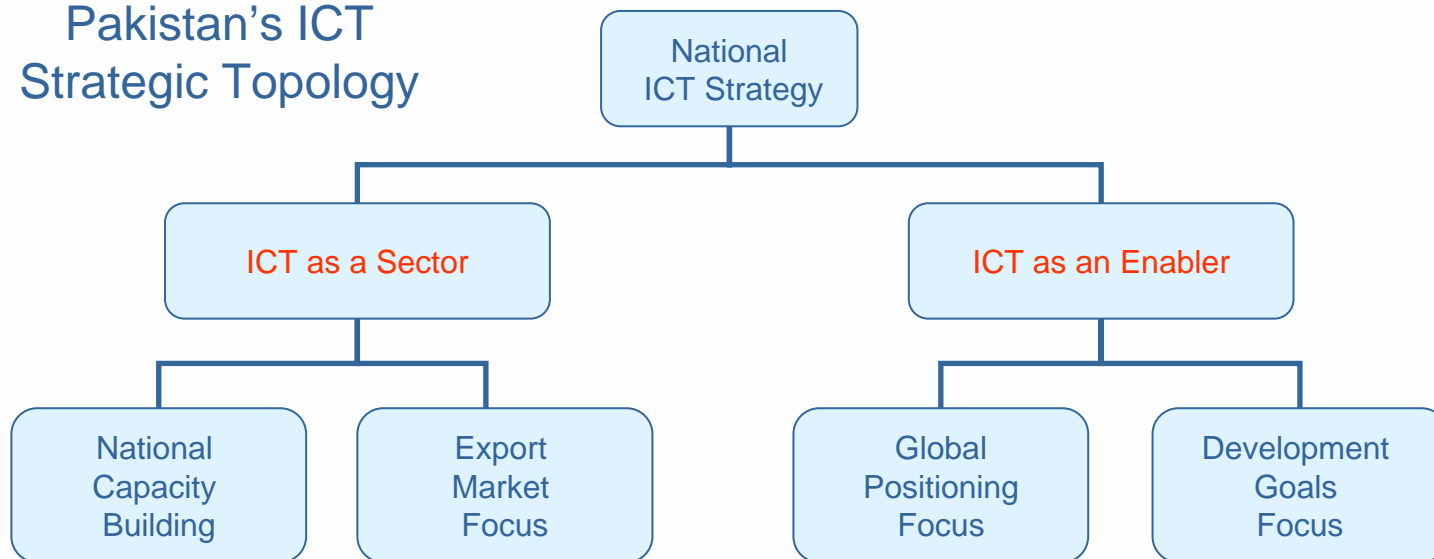 Pakistan’s ICT
Strategic Topology
National
ICT Strategy
ICT as a Sector
ICT as an Enabler
National
Capacity
Building
Export
Market
Focus
Global
Positioning
Focus
Development
Goals
Focus